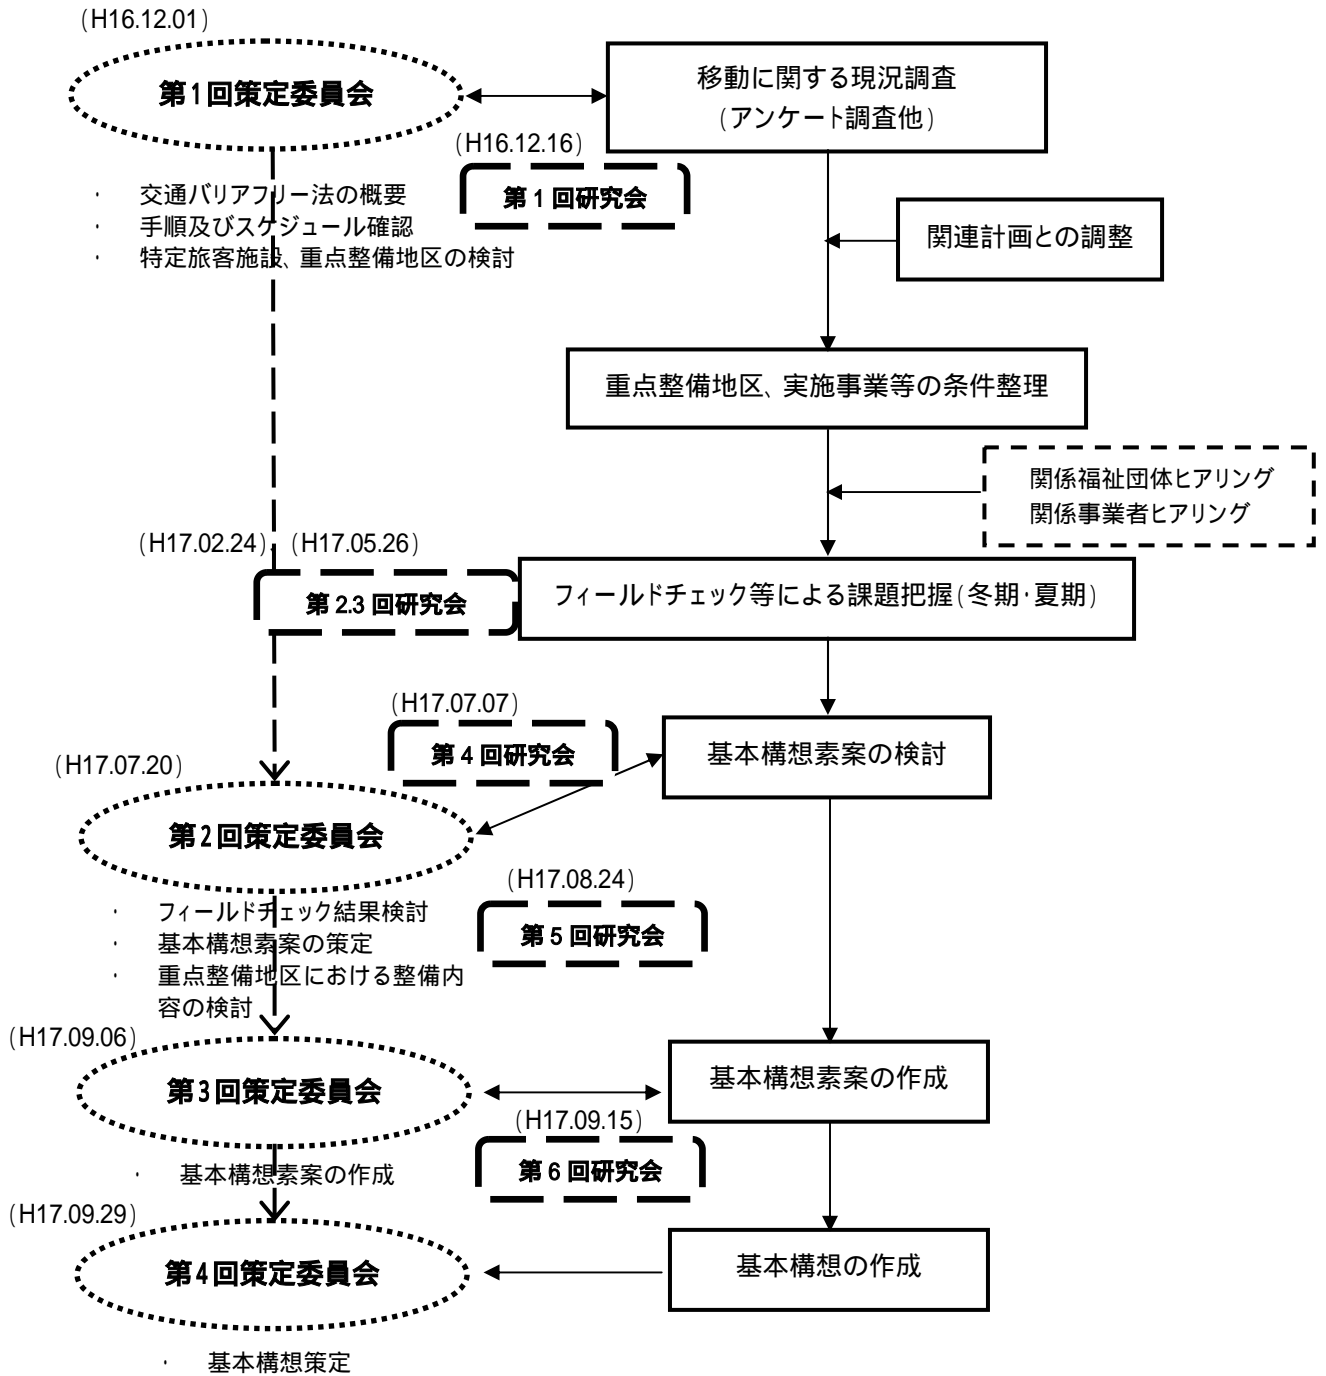 (H16.12.01)
第1回策定委員会
移動に関する現況調査
(アンケート調査他)
(H16.12.16)
第1回研究会
・ 交通バリアフリー法の概要
・ 手順及びスケジュール確認
・ 特定旅客施設、重点整備地区の検討
関連計画との調整
重点整備地区、実施事業等の条件整理
関係福祉団体ヒアリング
関係事業者ヒアリング
(H17.02.24) (H17.05.26)
第2.3回研究会
フィールドチェック等による課題把握(冬期・夏期)
(H17.07.07)
第4回研究会
基本構想素案の検討
(H17.07.20)
第2回策定委員会
(H17.08.24)
第5回研究会
・ フィールドチェック結果検討
・ 基本構想素案の策定
・ 重点整備地区における整備内
容の検討
(H17.09.06)
第3回策定委員会
基本構想素案の作成
(H17.09.15)
第6回研究会
・ 基本構想素案の作成
(H17.09.29)
第4回策定委員会
基本構想の作成
・ 基本構想策定